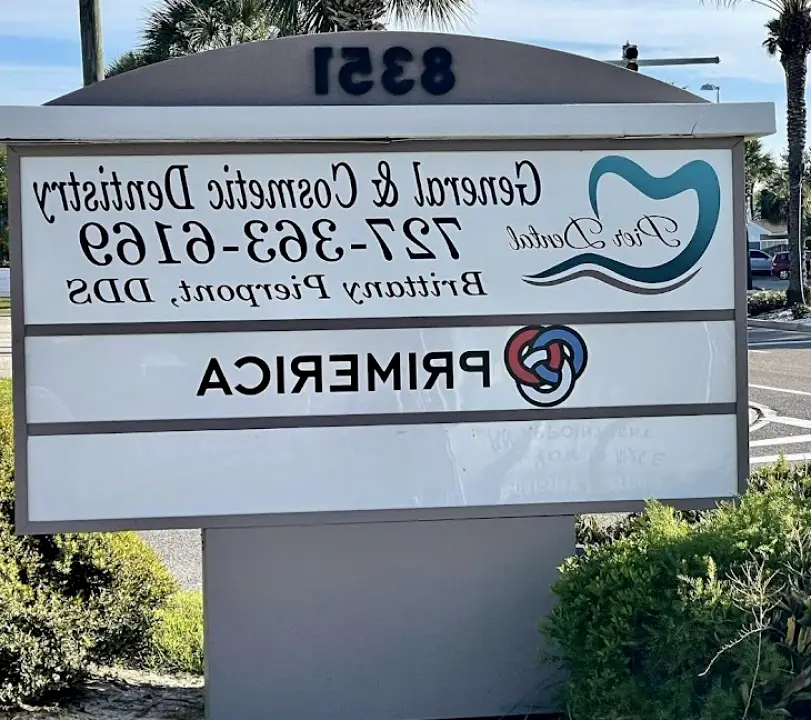 8351
Pier Dental
General & Cosmetic Dentistry
727-363-6169
Brittany Pierpont, DDS
PRIMERICA